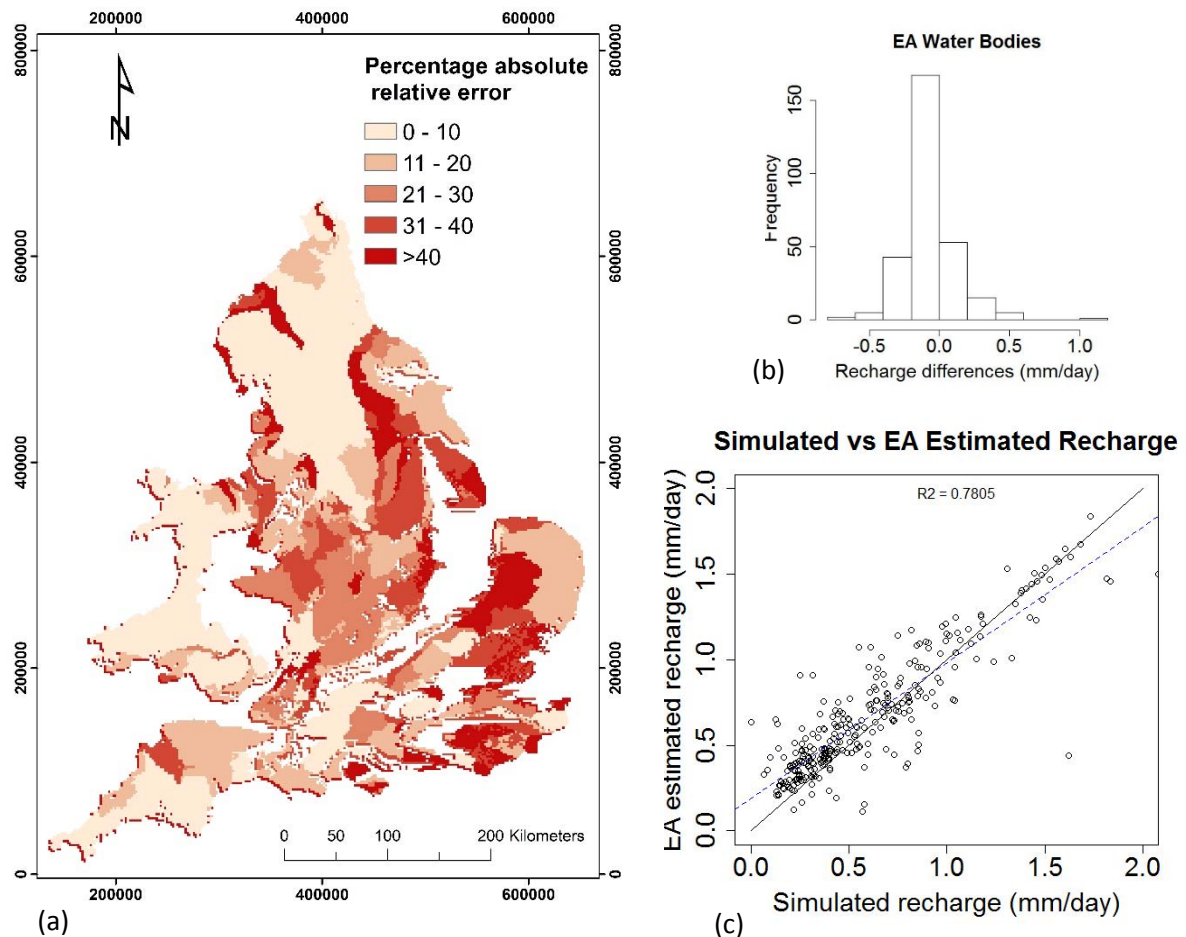 200000 400000 600000
800000
600000
400000
200000
0
N
Percentage absolute
relative error
0 - 10
11 - 20
21 - 30
31 - 40
>40
0 50 100 200 Kilometers
800000
600000
400000
200000
0
200000 400000 600000
(a)
EA Water Bodies
Frequency
150
100
50
0
-0.5 0.0 0.5 1.0
Recharge differences (mm/day)
(b)
Simulated vs EA Estimated Recharge
R2 = 0.7805
EA estimated recharge (mm/day)
2.0
1.5
1.0
0.5
0.0
0.0 0.5 1.0 1.5 2.0
Simulated recharge (mm/day)
(c)